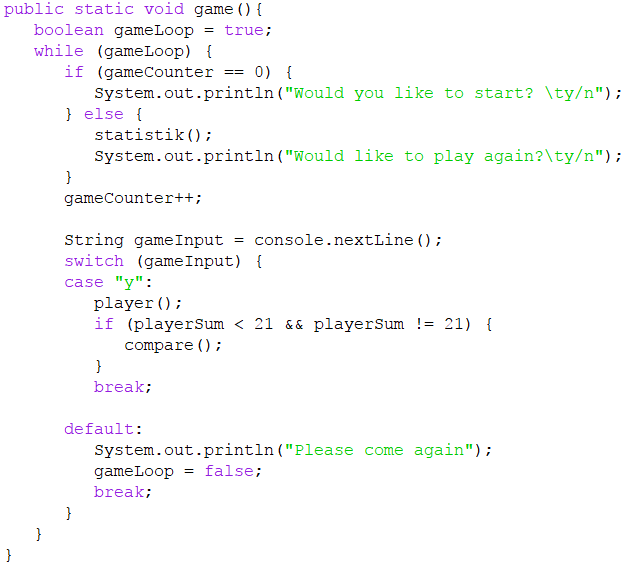 public static void game(){
boolean gameLoop = true;
while (gameLoop) {
if (gameCounter == 0) {
System.out.println("Would you like to start? \ty/n");
} else {
statistik();
System.out.println("Would like to play again?\ty/n");
}
gameCounter++;
String gameInput = console.nextLine();
switch (gameInput) {
case "y":
player();
if (playerSum < 21 && playerSum != 21) {
compare();
}
break;
default:
System.out.println("Please come again");
gameLoop = false;
break;
}
}
}